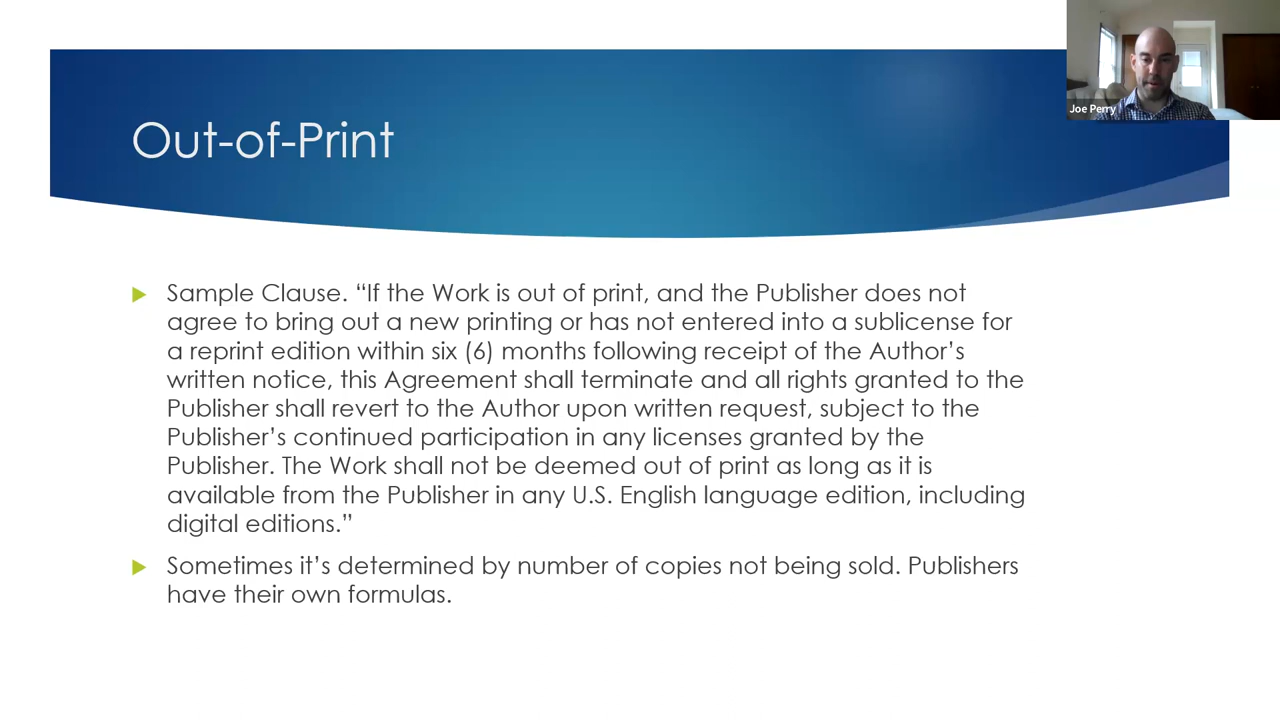 Joe Perry
Out-of-Print
Sample Clause. “If the Work is out of print, and the Publisher does not
agree to bring out a new printing or has not entered into a sublicense for
a reprint edition within six (6) months following receipt of the Author’s
written notice, this Agreement shall terminate and all rights granted to the
Publisher shall revert to the Author upon written request, subject to the
Publisher’s continued participation in any licenses granted by the
Publisher. The Work shall not be deemed out of print as long as it is
available from the Publisher in any U.S. English language edition, including
digital editions.”
Sometimes it’s determined by number of copies not being sold. Publishers
have their own formulas.